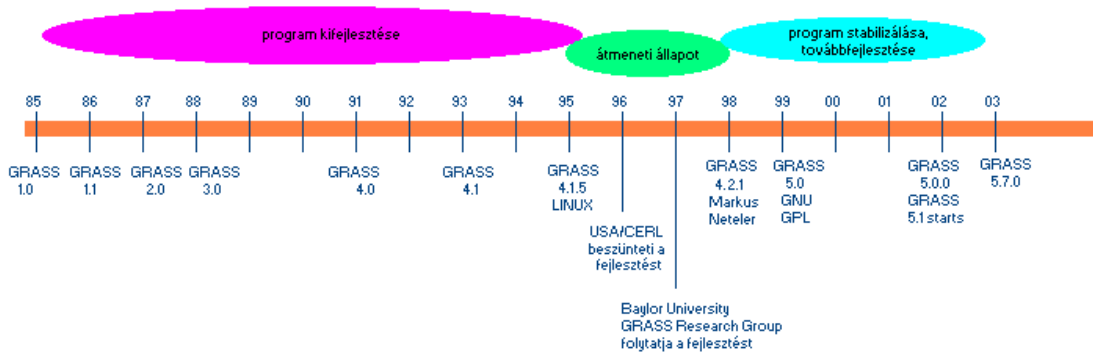 program kifejlesztése
átmeneti állapot
program stabilizálása,
továbbfejlesztése
85 86 87 88 89 90 91 92 93 94 95 96 97 98 99 00 01 02 03
GRASS
1.0
GRASS
1.1
GRASS
2.0
GRASS
3.0
GRASS
4.0
GRASS
4.1
GRASS
4.1.5
LINUX
USA/CERL
beszünteti a
fejlesztést
Baylor University
GRASS Research Group
folytatja a fejlesztést
GRASS
4.2.1
Markus
Neteler
GRASS
5.0
GNU
GPL
GRASS
5.0.0
GRASS
5.1 starts
GRASS
5.7.0